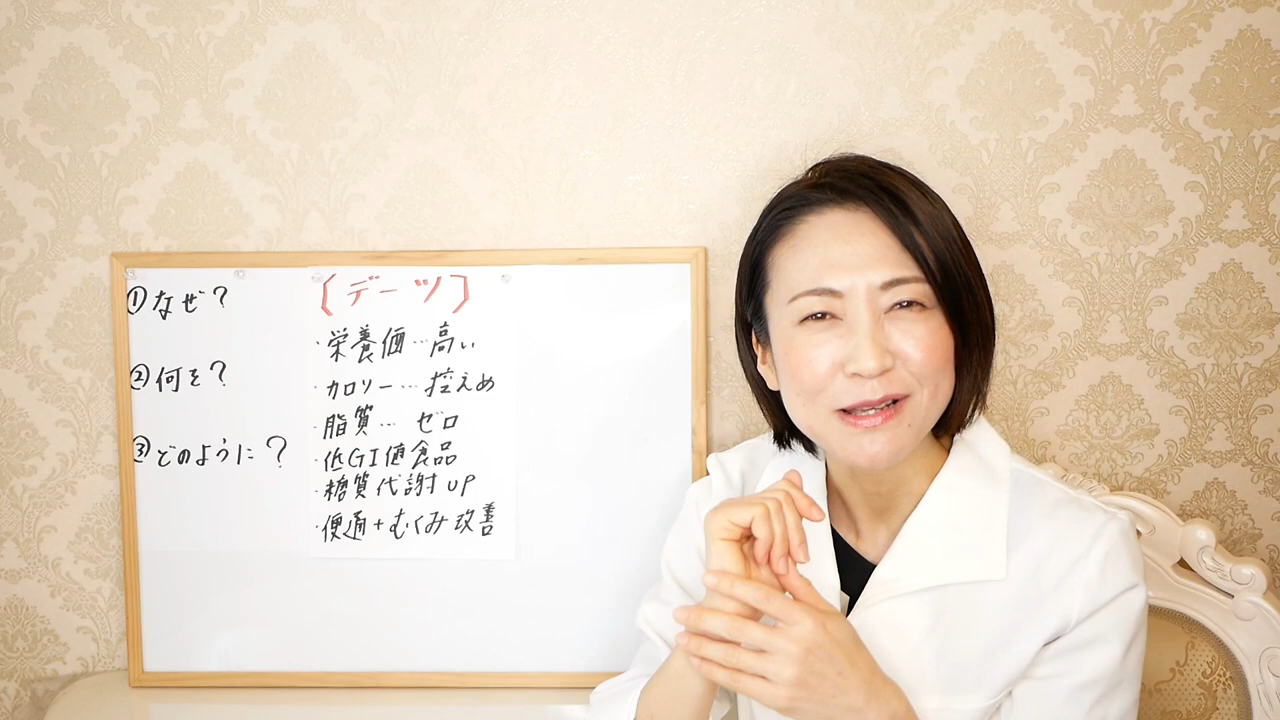 ①なぜ?
②何を?
③どのように?
〔デーツ〕
・栄養価…高い
・カロリー…控えめ
・脂質…ゼロ
・低GI値食品
・糖質代謝UP
・便通+むくみ改善